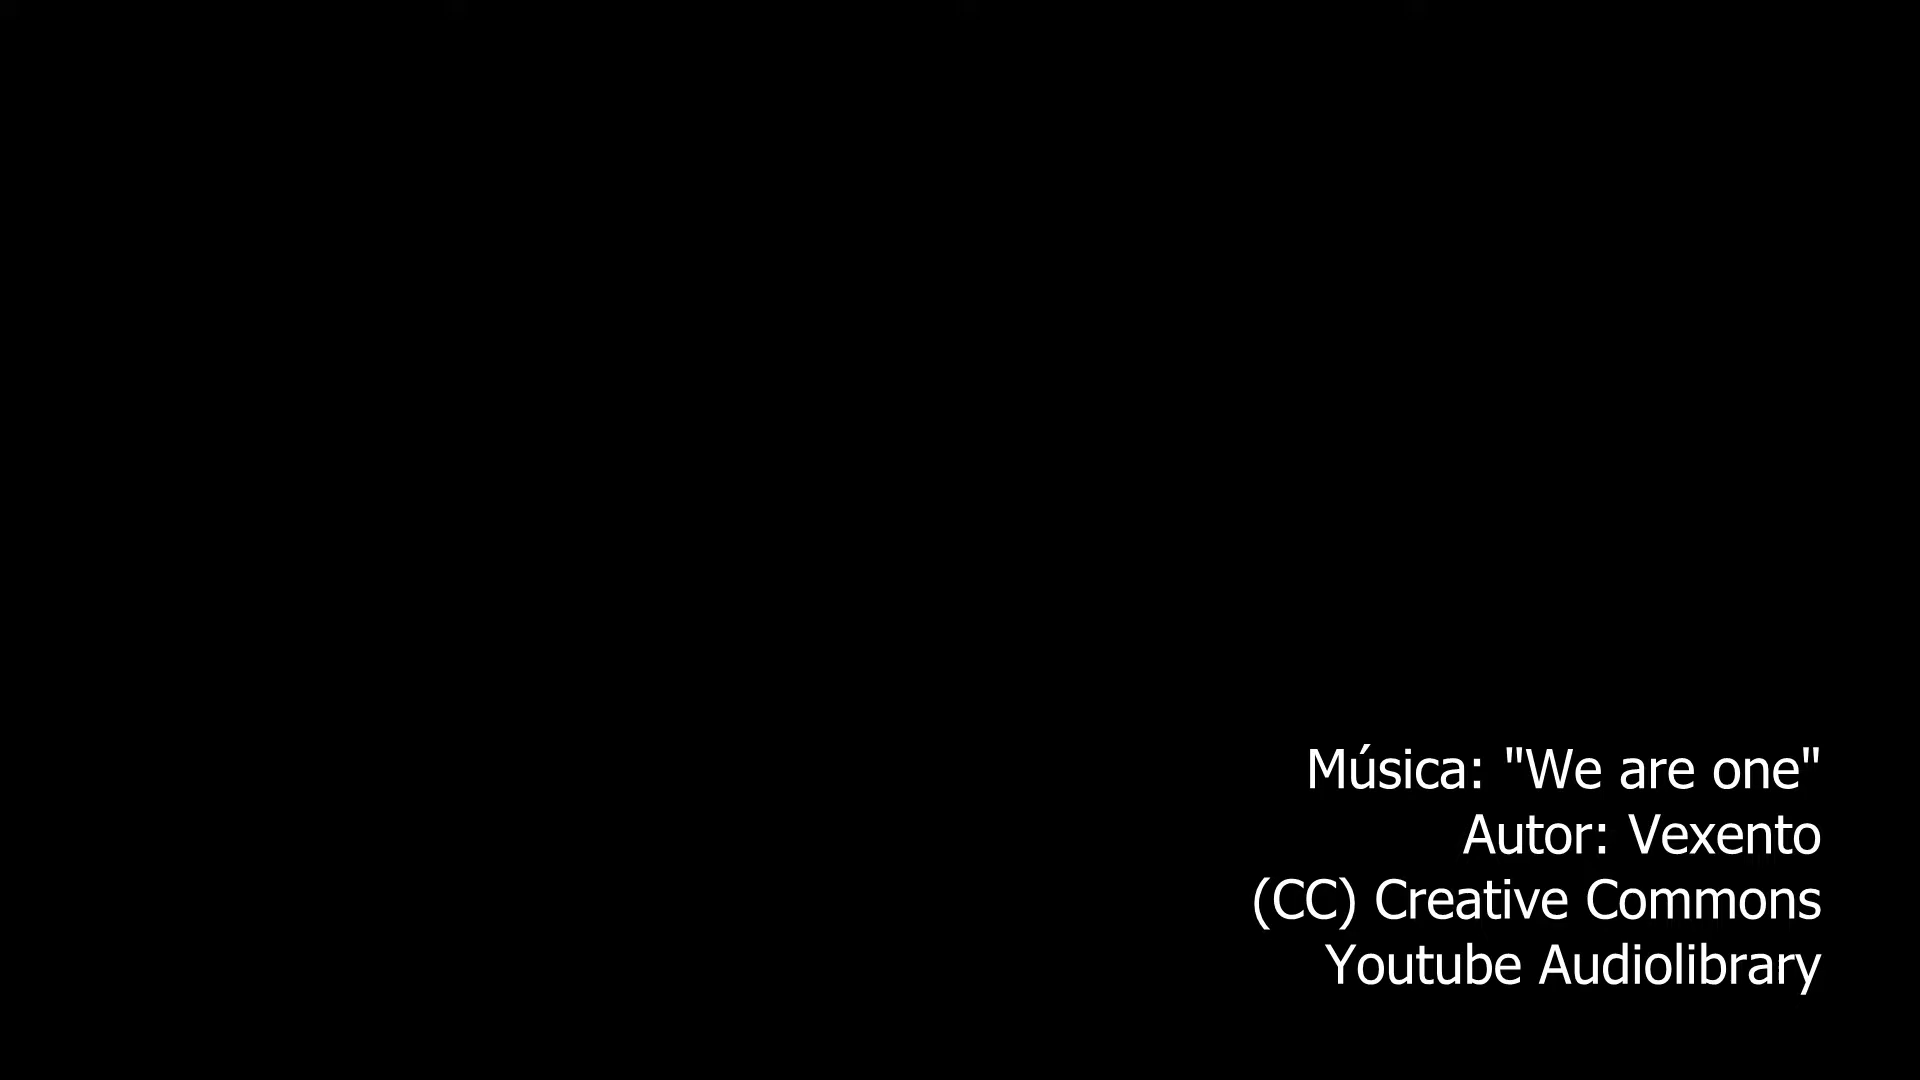 Música: "We are one"
Autor: Vexento
(CC) Creative Commons
Youtube Audiolibrary